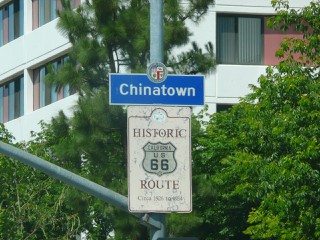 Chinatown
HISTORIC
CALIFORNIA
US
66
ROUTE